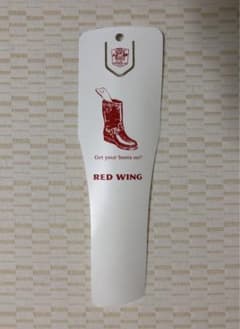 Get your boots on!
RED WING